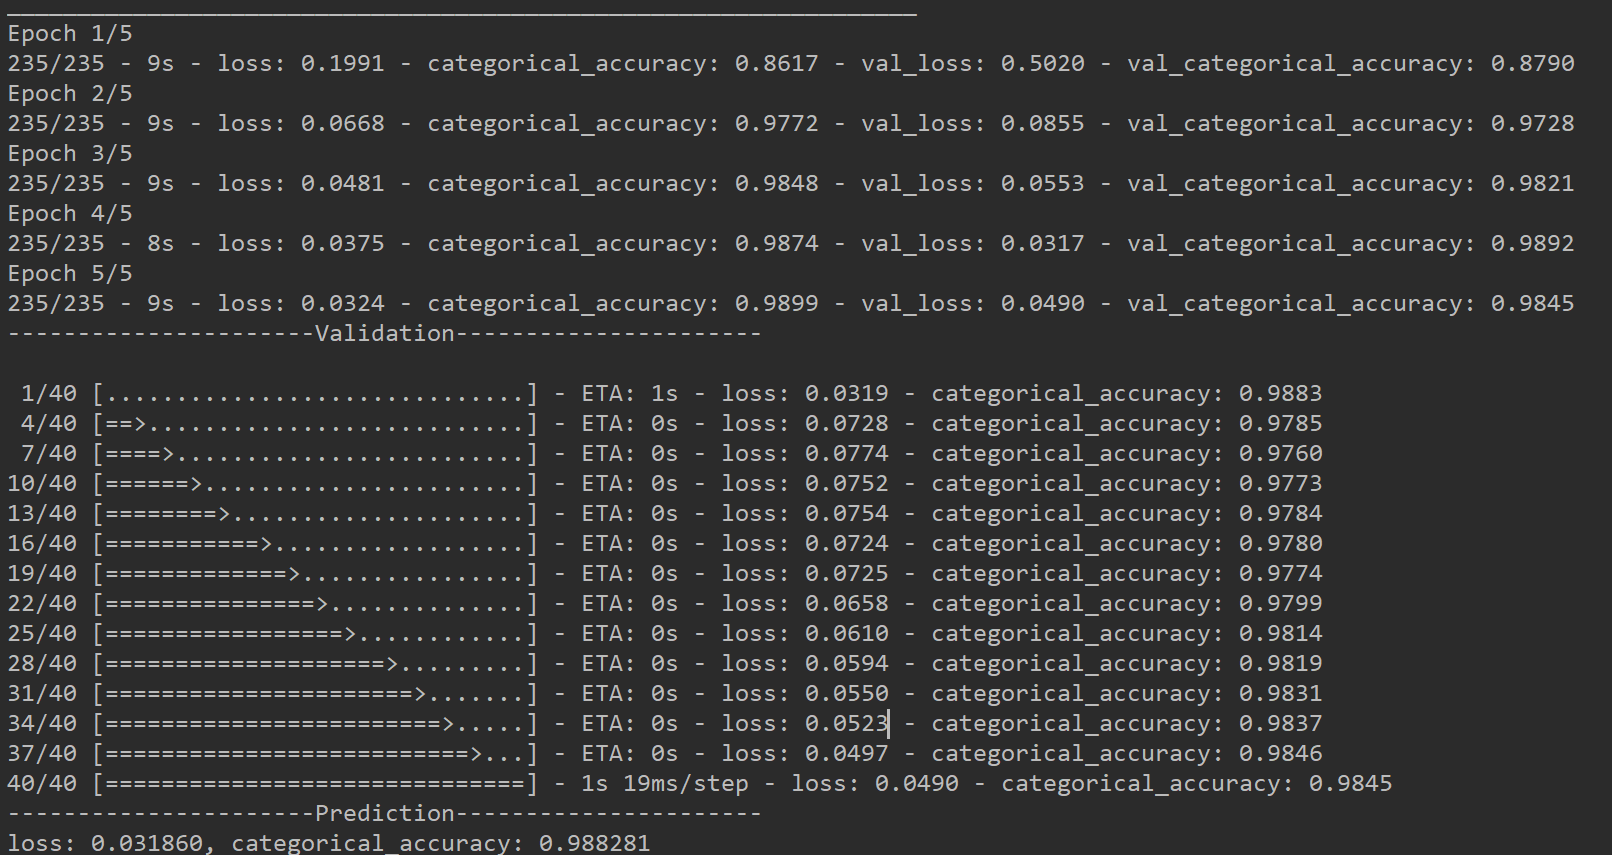 _________________________________________________________________
Epoch 1/5
235/235 - 9s - loss: 0.1991 - categorical_accuracy: 0.8617 - val_loss: 0.5020 - val_categorical_accuracy: 0.8790
Epoch 2/5
235/235 - 9s - loss: 0.0668 - categorical_accuracy: 0.9772 - val_loss: 0.0855 - val_categorical_accuracy: 0.9728
Epoch 3/5
235/235 - 9s - loss: 0.0481 - categorical_accuracy: 0.9848 - val_loss: 0.0553 - val_categorical_accuracy: 0.9821
Epoch 4/5
235/235 - 8s - loss: 0.0375 - categorical_accuracy: 0.9874 - val_loss: 0.0317 - val_categorical_accuracy: 0.9892
Epoch 5/5
235/235 - 9s - loss: 0.0324 - categorical_accuracy: 0.9899 - val_loss: 0.0490 - val_categorical_accuracy: 0.9845
----------------------Validation----------------------
 1/40 [..............................] - ETA: 1s - loss: 0.0319 - categorical_accuracy: 0.9883
 4/40 [==>...........................] - ETA: 0s - loss: 0.0728 - categorical_accuracy: 0.9785
 7/40 [====>.........................] - ETA: 0s - loss: 0.0774 - categorical_accuracy: 0.9760
10/40 [======>.......................] - ETA: 0s - loss: 0.0752 - categorical_accuracy: 0.9773
13/40 [========>.....................] - ETA: 0s - loss: 0.0754 - categorical_accuracy: 0.9784
16/40 [===========>..................] - ETA: 0s - loss: 0.0724 - categorical_accuracy: 0.9780
19/40 [=============>................] - ETA: 0s - loss: 0.0725 - categorical_accuracy: 0.9774
22/40 [===============>..............] - ETA: 0s - loss: 0.0658 - categorical_accuracy: 0.9799
25/40 [=================>............] - ETA: 0s - loss: 0.0610 - categorical_accuracy: 0.9814
28/40 [====================>.........] - ETA: 0s - loss: 0.0594 - categorical_accuracy: 0.9819
31/40 [======================>.......] - ETA: 0s - loss: 0.0550 - categorical_accuracy: 0.9831
34/40 [========================>.....] - ETA: 0s - loss: 0.0523 - categorical_accuracy: 0.9837
37/40 [==========================>...] - ETA: 0s - loss: 0.0497 - categorical_accuracy: 0.9846
40/40 [==============================] - 1s 19ms/step - loss: 0.0490 - categorical_accuracy: 0.9845
----------------------Prediction----------------------
loss: 0.031860, categorical_accuracy: 0.988281